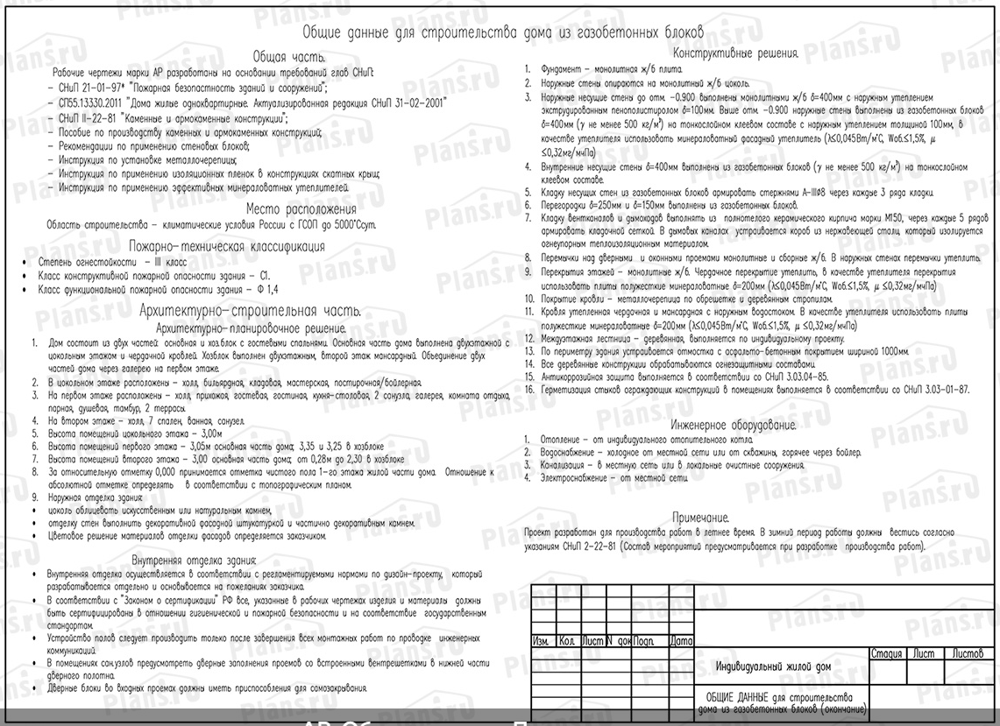 Общие данные для строительства дома из газобетонных блоков
Общая часть.
Рабочие чертежи марки АР разработаны на основании требований глав СНиП:
– СНиП 21–01–97* "Пожарная безопастность зданий и сооружений";
– СП55.13330.2011 "Дома жилые одноквартирные. Актуализированная редакция СНиП 31–02–2001"
– СНиП II–22–81 "Каменные и армокаменные конструкции";
– Пособие по производству каменных и армокаменных конструкций;
– Рекомендации по применению стеновых блоков;
– Инструкция по установке металлочерепицы;
– Инструкция по применению изоляционных пленок в конструкциях скатных крыш;
– Инструкция по применению эффективных минераловатных утеплителей.
Место расположения
Область строительства – климатические условия России с ГСОП до 5000°Ссут.
Пожарно–техническая классификация
• Степень огнестойкости – III класс
• Класс конструктивной пожарной опасности здания – С1.
• Класс функциональной пожарной опасности здания – Ф 1,4
Архитектурно–строительная часть.
Архитектурно–планировочное решение.
1. Дом состоит из двух частей: основная и хоз.блок с гостевыми спальнями. Основная часть дома выполнена двухэтажной с
цокольным этажом и чердачной кровлей. Хозблок выполнен двухэтажным, второй этаж мансардный. Объединение двух
частей дома через галерею на первом этаже.
2. В цокольном этаже расположены – холл, бильярдная, кладовая, мастерская, постирочная/бойлерная.
3. На первом этаже расположены – холл, прихожая, гостевая, гостиная, кухня–столовая, 2 санузла, галерея, комната отдыха,
парная, душевая, тамбур, 2 террасы.
4. На втором этаже – холл, 7 спален, ванная, санузел.
5. Высота помещений цокольного этажа – 3,00м
6. Высота помещений первого этажа – 3,05м основная часть дома; 3,35 и 3,25 в хозблоке
7. Высота помещений второго этажа – 3,00 основная часть дома; от 0,28м до 2,30 в хозблоке
8. За относительную отметку 0,000 принимается отметка чистого пола 1–го этажа жилой части дома. Отношение к
абсолютной отметке определять в соответствии с топографическим планом.
9. Наружная отделка здания:
• цоколь облицевать искусственным или натуральным камнем,
• отделку стен выполнить декоративной фасадной штукатуркой и частично декоративным камнем.
• Цветовое решение материалов отделки фасадов определяется заказчиком.
Внутренняя отделка здания:
• Внутренняя отделка осуществляется в соответствии с регламентируемыми нормами по дизайн–проекту, который
разрабатывается отдельно и основывается на пожеланиях заказчика.
• В соответствии с "Законом о сертификации" РФ все, указанные в рабочих чертежах изделия и материалы должны
быть сертифицированы в отношении гигиенической и пожарной безопасности и на соответствие государственным
стандартам.
• Устройство полов следует производить только после завершения всех монтажных работ по проводке инженерных
коммуникаций.
• В помещениях сан.узлов предусмотреть дверные заполнения проемов со встроенными вентрешетками в нижней части
дверного полотна.
• Дверные блоки во входных проемах должны иметь приспособления для самозакрывания.
Конструктивные решения.
1. Фундамент – монолитная ж/б плита.
2. Наружные стены опираются на монолитный ж/б цоколь.
3. Наружные несущие стены до отм. –0.900 выполнены монолитными ж/б δ=400мм с наружным утеплением
экструдированным пенополистиролом δ=100мм. Выше отм. –0.900 наружные стены выполнены из газобетонных блоков
δ=400мм (γ не менее 500 кг/м³) на тонкослойном клеевом составе с наружным утеплением толщиной 100мм, в
качестве утеплителя использовать минераловатный фасадный утеплитель (λ≤0,045Вт/м°С, Wоб.≤1,5%, μ
≤0,32мг/мчПа)
4. Внутренние несущие стены δ=400мм выполнены из газобетонных блоков (γ не менее 500 кг/м³) на тонкослойном
клеевом составе.
5. Кладку несущих стен из газобетонных блоков армировать стержнями А–IIIФ8 через каждые 3 ряда кладки.
6. Перегородки δ=250мм и δ=150мм выполнены из газобетонных блоков.
7. Кладку вентканалов и дымоходов выполнять из полнотелого керамического кирпича марки М150, через каждые 5 рядов
армировать кладочной сеткой. В дымовых каналах устраивается короб из нержавеющей стали, который изолируется
огнеупорным теплоизоляционным материалом.
8. Перемычки над дверными и оконными проемами монолитные и сборные ж/б. В наружных стенах перемычки утеплить.
9. Перекрытия этажей – монолитные ж/б. Чердачное перекрытие утеплить, в качестве утеплителя перекрытия
использовать плиты полужесткие минераловатные δ=200мм (λ≤0,045Вт/м°С, Wоб.≤1,5%, μ ≤0,32мг/мчПа)
10. Покрытие кровли – металлочерепица по обрешетке и деревянным стропилам.
11. Кровля утепленная чердачная и мансардная с наружным водостоком. В качестве утеплителя использовать плиты
полужесткие минераловатные δ=200мм (λ≤0,045Вт/м°С, Wоб.≤1,5%, μ ≤0,32мг/мчПа)
12. Междуэтажная лестница – деревянная, выполняется по индивидуальному проекту.
13. По периметру здания устраивается отмостка с асфальто–бетонным покрытием шириной 1000мм.
14. Все деревянные конструкции обрабатываются огнезащитными составами.
15. Антикоррозийная защита выполняется в соответствии со СНиП 3.03.04–85.
16. Герметизация стыков ограждающих конструкций в помещениях выполняется в соответствии со СНиП 3.03–01–87.
Инженерное оборудование.
1. Отопление – от индивидуального отопительного котла.
2. Водоснабжение – холодное от местной сети или от скважины, горячее через бойлер.
3. Канализация – в местную сеть или в локальные очистные сооружения.
4. Электроснабжение – от местной сети.
Примечание.
Проект разработан для производства работ в летнее время. В зимний период работы должны вестись согласно
указаниям СНиП 2–22–81 (Состав мероприятий предусматривается при разработке производства работ).
Изм. Кол. Лист N док Подп. Дата
Индивидуальный жилой дом
Стадия Лист Листов
ОБЩИЕ ДАННЫЕ для строительства
дома из газобетонных блоков (окончание)